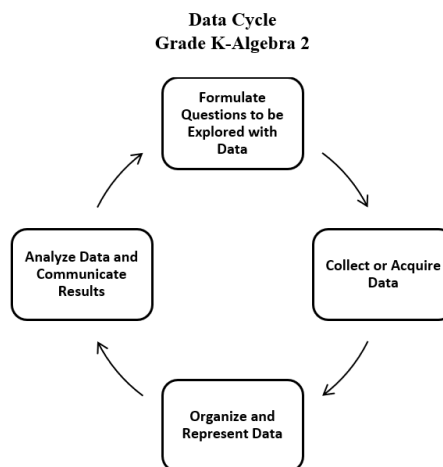 Data Cycle
Grade K-Algebra 2
Formulate
Questions to be
Explored with
Data
Collect or Acquire
Data
Organize and
Represent Data
Analyze Data and
Communicate
Results